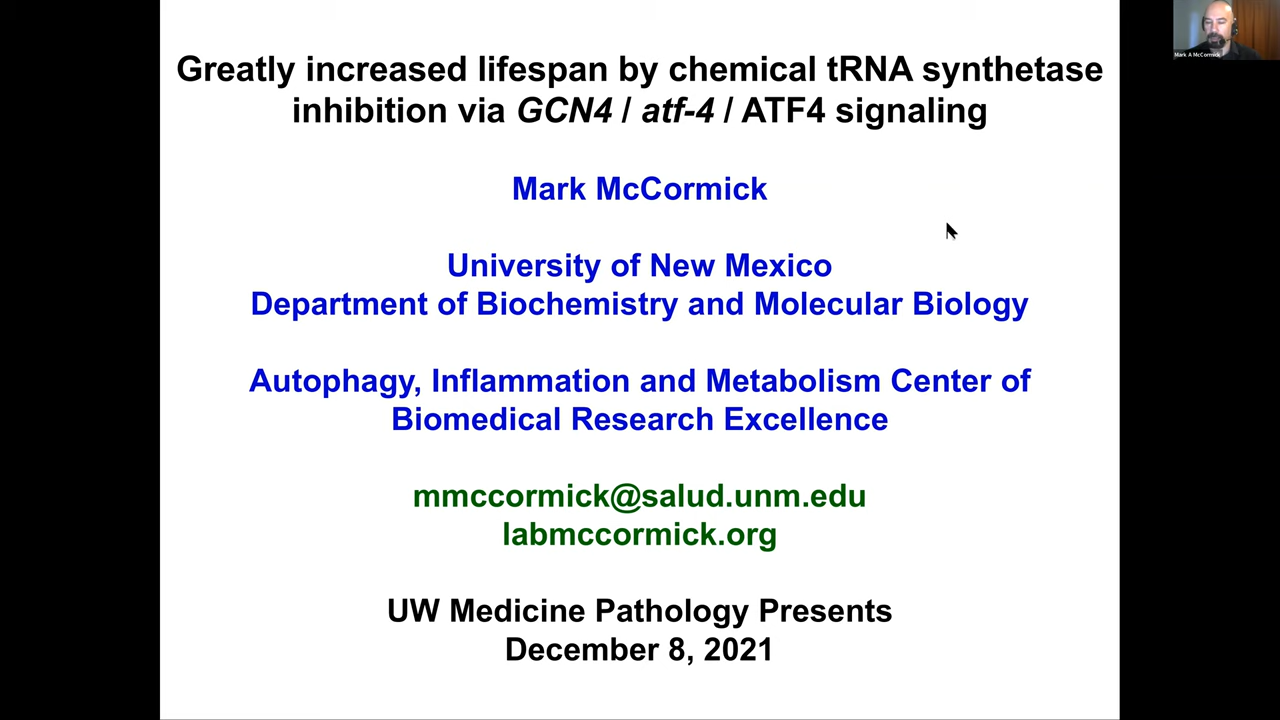 Greatly increased lifespan by chemical tRNA synthetase
inhibition via GCN4 / atf-4 / ATF4 signaling
Mark McCormick
University of New Mexico
Department of Biochemistry and Molecular Biology
Autophagy, Inflammation and Metabolism Center of
Biomedical Research Excellence
mmccormick@salud.unm.edu
labmccormick.org
UW Medicine Pathology Presents
December 8, 2021
Mark A McCormick